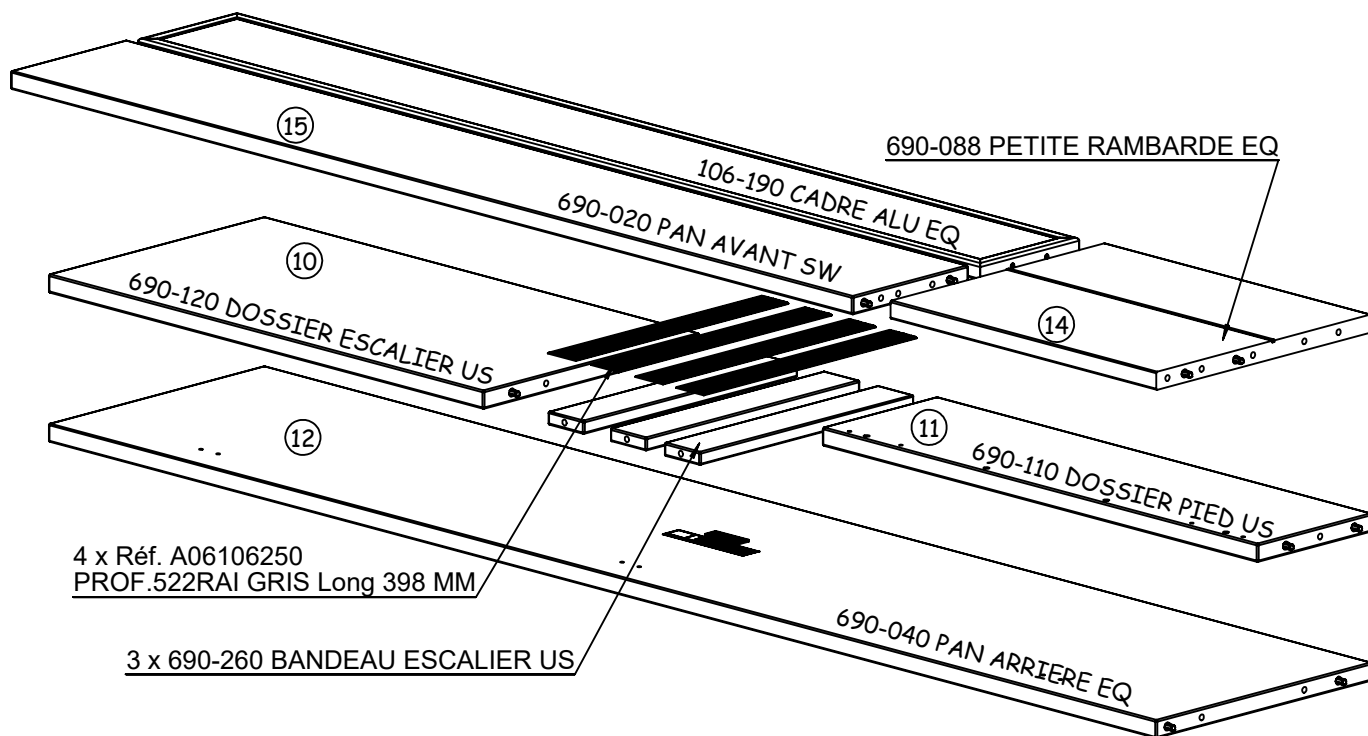 15
690-088 PETITE RAMBARDE EQ
106-190 CADRE ALU EQ
690-020 PAN AVANT SW
10
690-120 DOSSIER ESCALIER US
14
12
11
690-110 DOSSIER PIED US
4 x Réf. A06106250
PROF.522RAI GRIS Long 398 MM
690-040 PAN ARRIERE EQ
3 x 690-260 BANDEAU ESCALIER US